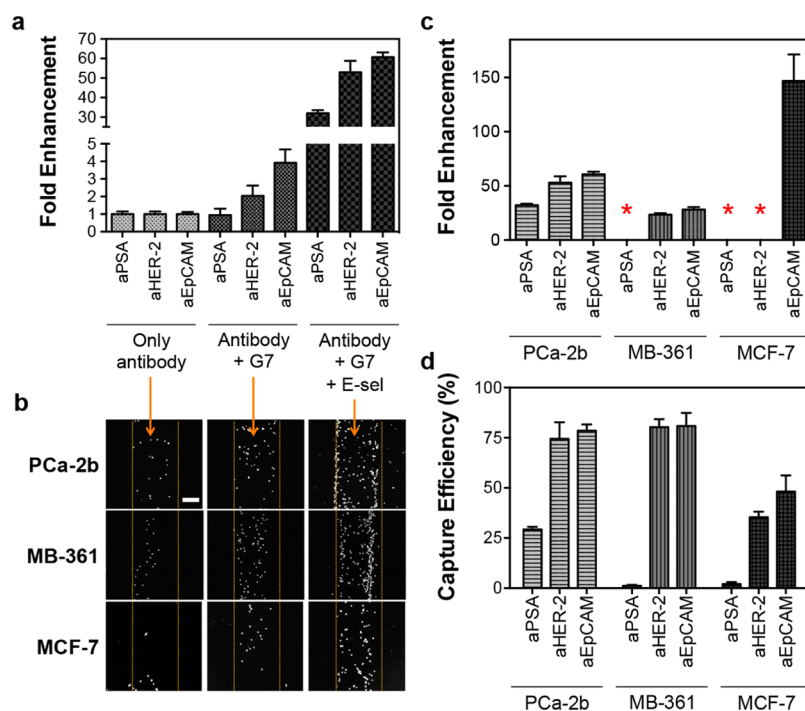 a
Fold Enhancement
70
60
50
40
30
5
4
3
2
1
0
aPSA
aHER-2
aEpCAM
aPSA
aHER-2
aEpCAM
aPSA
aHER-2
aEpCAM
Only
antibody
Antibody
+ G7
Antibody
+ G7
+ E-sel
b
PCa-2b
MB-361
MCF-7
c
Fold Enhancement
150
100
50
0
*
*
*
aPSA
aHER-2
aEpCAM
aPSA
aHER-2
aEpCAM
aPSA
aHER-2
aEpCAM
PCa-2b
MB-361
MCF-7
d
Capture Efficiency (%)
100
75
50
25
0
aPSA
aHER-2
aEpCAM
aPSA
aHER-2
aEpCAM
aPSA
aHER-2
aEpCAM
PCa-2b
MB-361
MCF-7